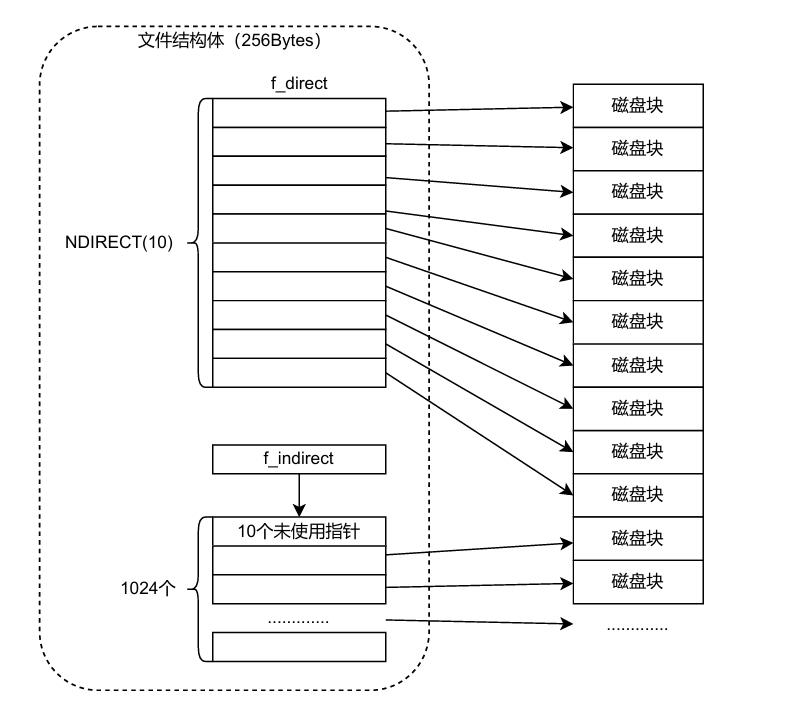 文件结构体（256Bytes）
f_direct
NDIRECT(10)
磁盘块
磁盘块
磁盘块
磁盘块
磁盘块
磁盘块
磁盘块
磁盘块
磁盘块
磁盘块
磁盘块
磁盘块
.............
f_indirect
10个未使用指针
1024个
.............